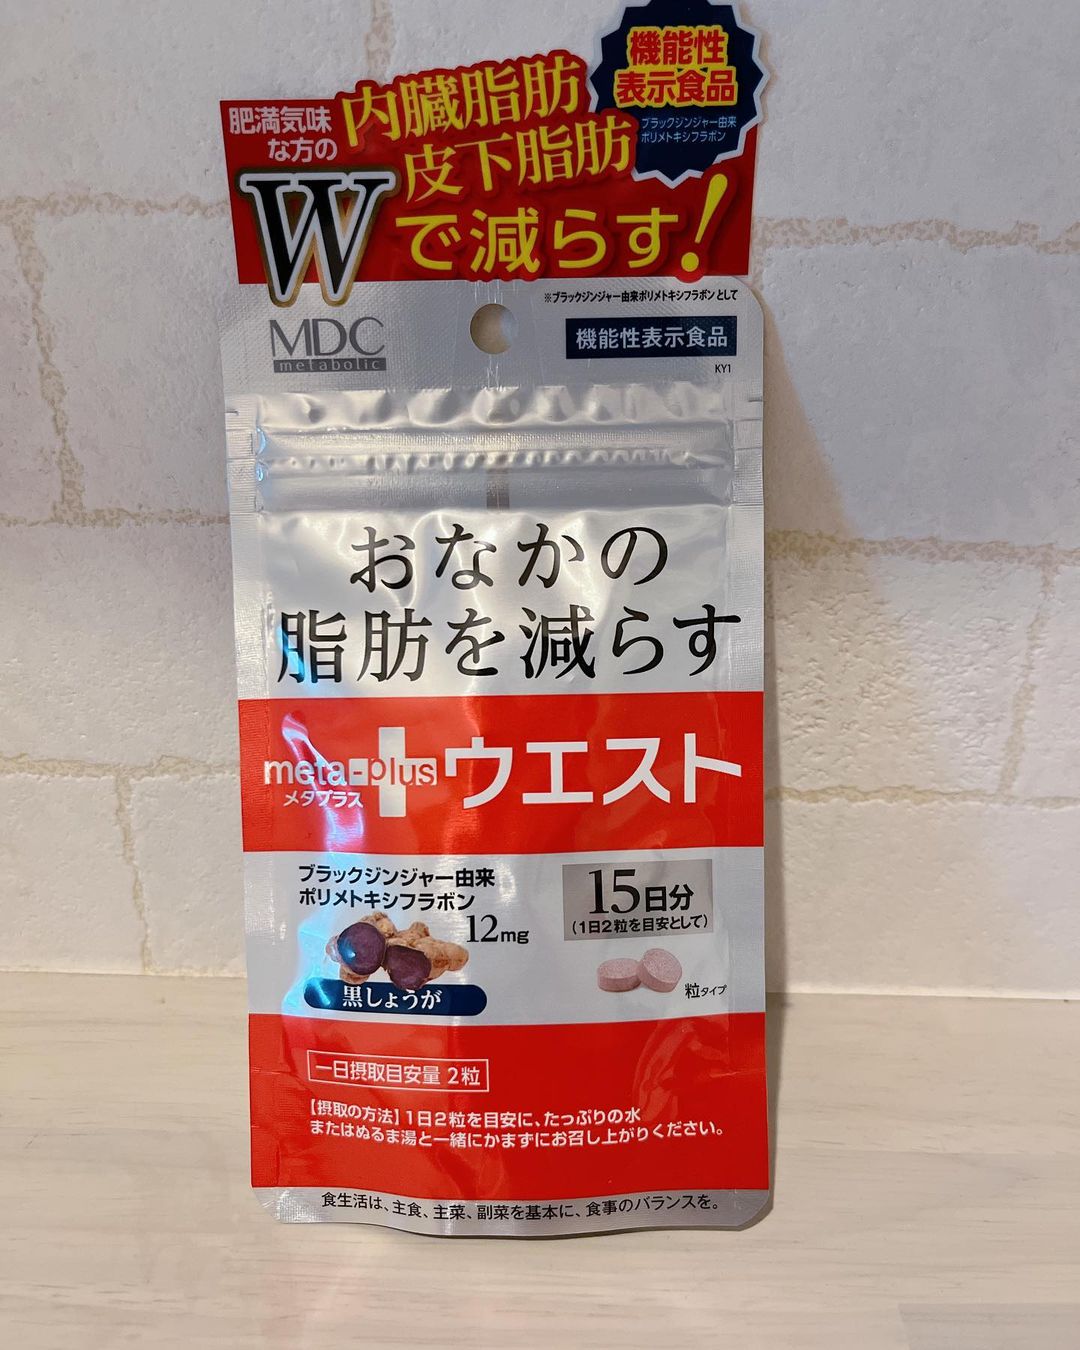 機能性
表示食品
ブラックジンジャー由来
ポリメトキシフラボン
肥満気味
な方の
内臓脂肪
皮下脂肪
Wで減らす!
※ブラックジンジャー由来ポリメトキシフラボンとして
MDC
metabolic
機能性表示食品
KY1
おなかの
脂肪を減らす
meta-plus
メタプラス
ウエスト
ブラックジンジャー由来
ポリメトキシフラボン
12mg
黒しょうが
15日分
(1日2粒を目安として)
粒タイプ
一日摂取目安量 2粒
【摂取の方法】1日2粒を目安に、たっぷりの水
またはぬるま湯と一緒にかまずにお召し上がりください。
食生活は、主食、主菜、副菜を基本に、食事のバランスを。